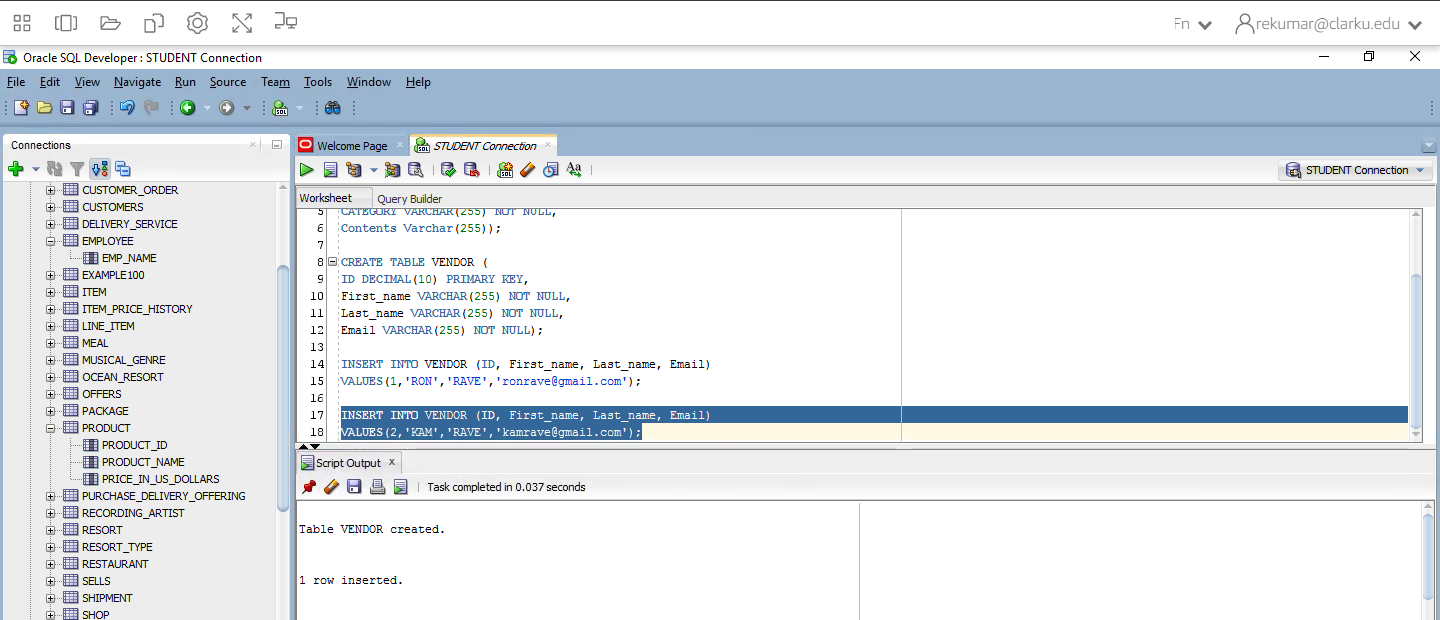 Fn
rekumar@clarku.edu
Oracle SQL Developer : STUDENT Connection
File Edit View Navigate Run Source Team Tools Window Help
Connections
Welcome Page
STUDENT Connection
STUDENT Connection
Worksheet
Query Builder
CUSTOMER_ORDER
CUSTOMERS
DELIVERY_SERVICE
EMPLOYEE
EMP_NAME
EXAMPLE100
ITEM
ITEM_PRICE_HISTORY
LINE_ITEM
MEAL
MUSICAL_GENRE
OCEAN_RESORT
OFFERS
PACKAGE
PRODUCT
PRODUCT_ID
PRODUCT_NAME
PRICE_IN_US_DOLLARS
PURCHASE_DELIVERY_OFFERING
RECORDING_ARTIST
RESORT
RESORT_TYPE
RESTAURANT
SELLS
SHIPMENT
SHOP
5 CATEGORY VARCHAR(255) NOT NULL,
6 Contents Varchar(255));
7
8 CREATE TABLE VENDOR (
9 ID DECIMAL(10) PRIMARY KEY,
10 First_name VARCHAR(255) NOT NULL,
11 Last_name VARCHAR(255) NOT NULL,
12 Email VARCHAR(255) NOT NULL);
13
14 INSERT INTO VENDOR (ID, First_name, Last_name, Email)
15 VALUES(1,'RON','RAVE','ronrave@gmail.com');
16
17 INSERT INTO VENDOR (ID, First_name, Last_name, Email)
18 VALUES(2,'KAM','RAVE','kamrave@gmail.com');
Script Output x
Task completed in 0.037 seconds
Table VENDOR created.
1 row inserted.